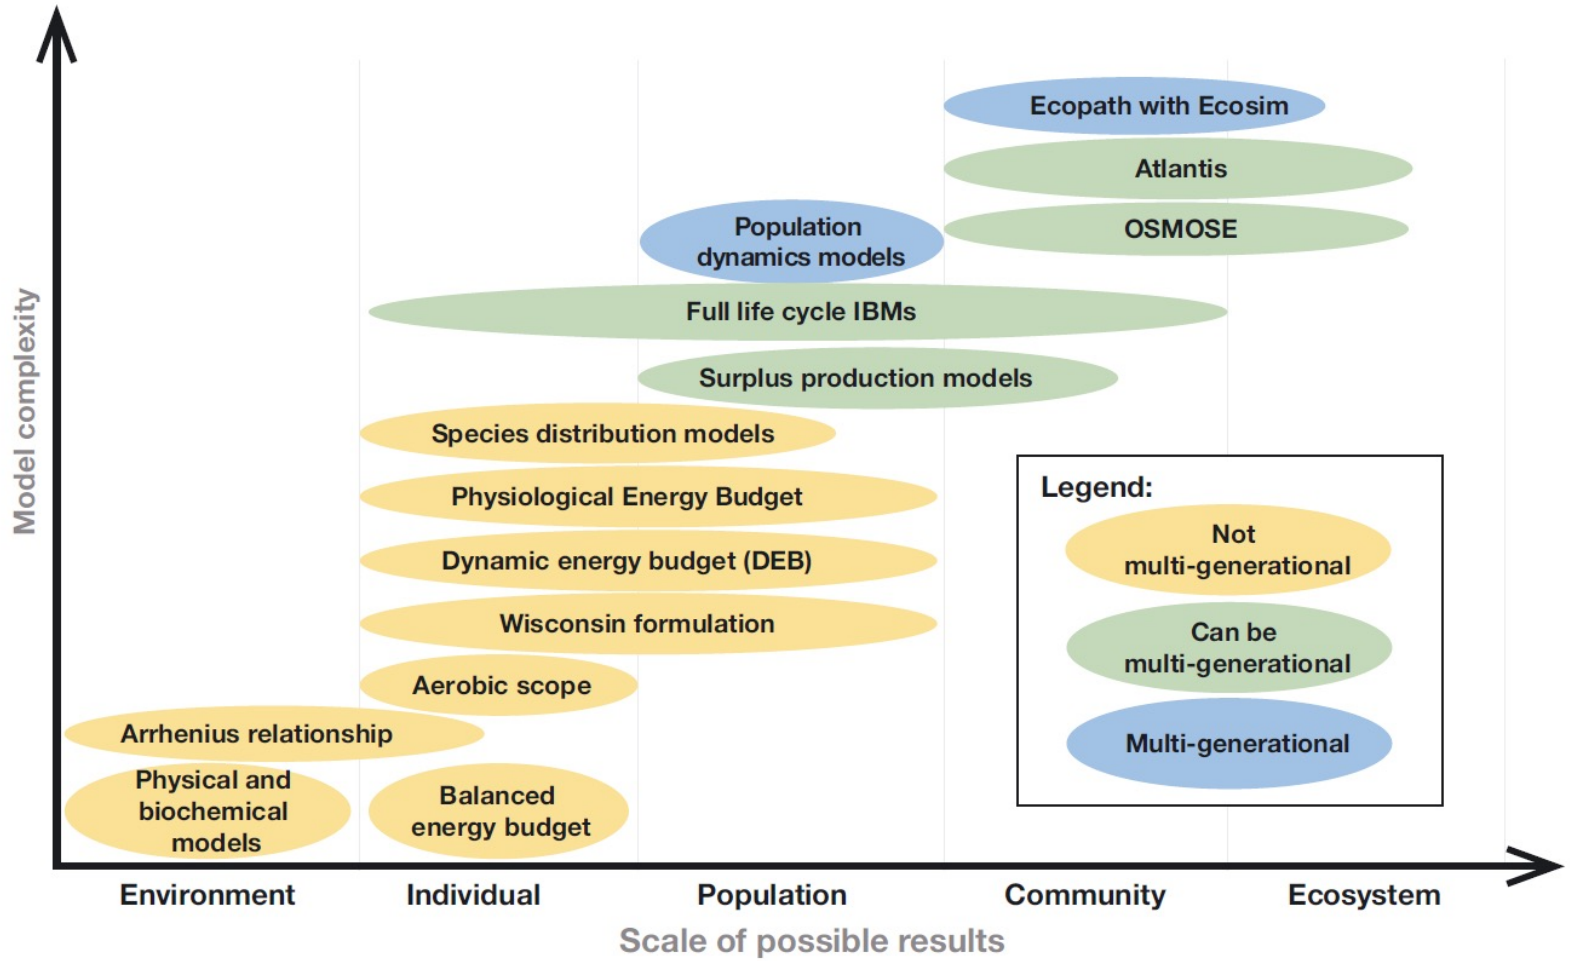 Model complexity
Ecopath with Ecosim
Atlantis
OSMOSE
Population
dynamics models
Full life cycle IBMs
Surplus production models
Species distribution models
Physiological Energy Budget
Dynamic energy budget (DEB)
Wisconsin formulation
Aerobic scope
Arrhenius relationship
Physical and
biochemical
models
Balanced
energy budget
Legend:
Not
multi-generational
Can be
multi-generational
Multi-generational
Environment
Individual
Population
Community
Ecosystem
Scale of possible results